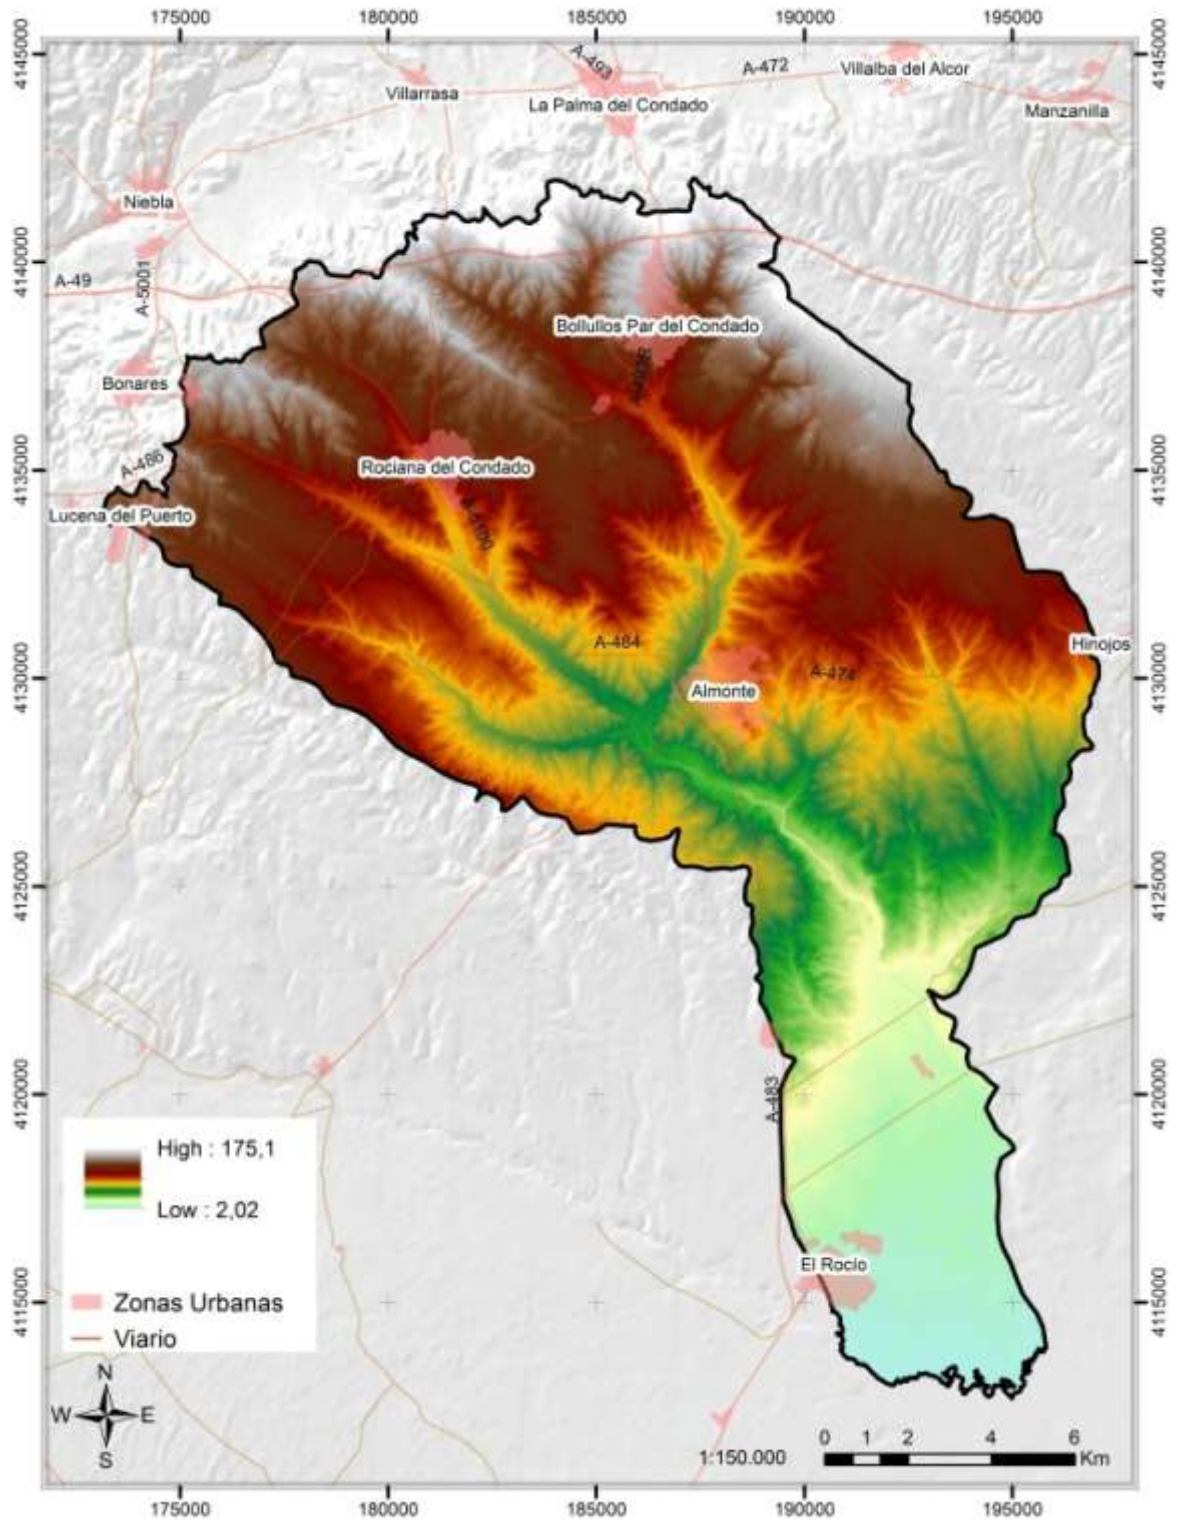 175000 180000 185000 190000 195000
4145000
4145000
A-493
A-472
Villalba del Alcor
Villarrasa
La Palma del Condado
Manzanilla
Niebla
4140000
4140000
A-49
A-5001
Bollullos Par del Condado
Bonares
A-486
4135000
4135000
Rociana del Condado
Lucena del Puerto
A-484
Hinojos
4130000
4130000
A-474
Almonte
4125000
4125000
4120000
4120000
A-483
High : 175,1
Low : 2,02
El Rocío
4115000
4115000
Zonas Urbanas
Viario
N
W E
S
0 1 2 4 6
1:150.000 Km
175000 180000 185000 190000 195000